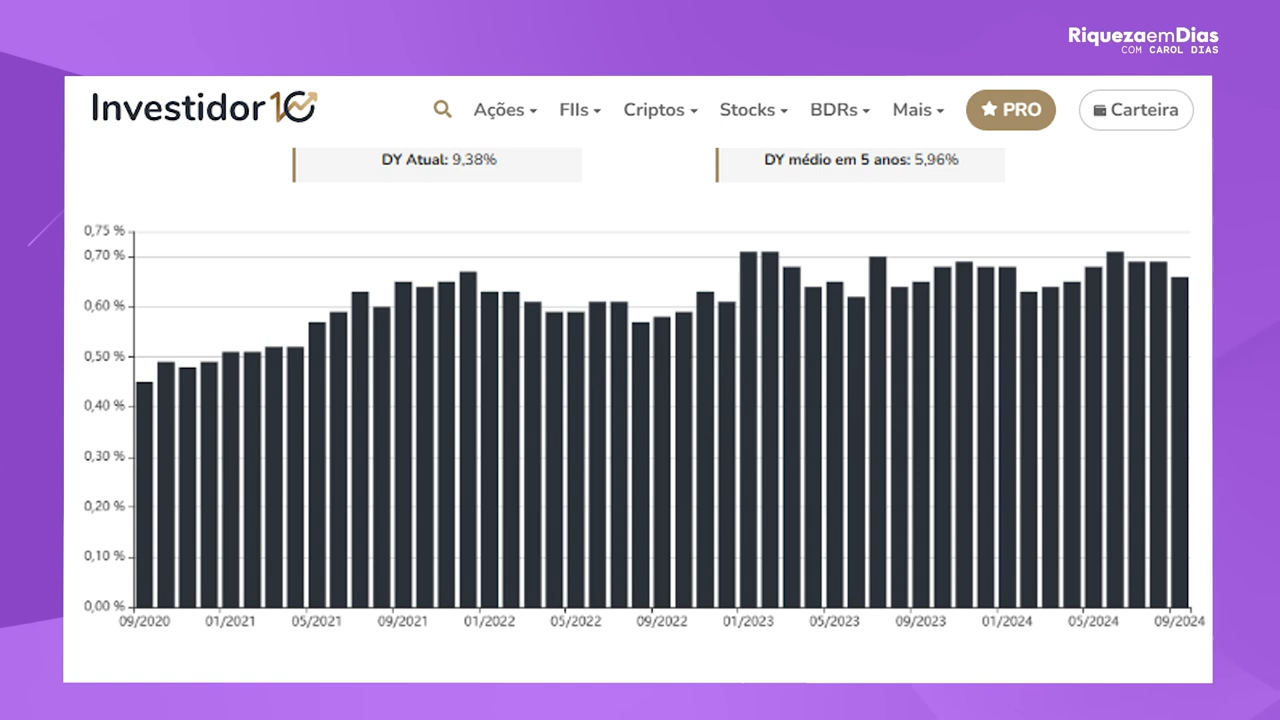 RiquezaemDias
COM CAROL DIAS
Investidor 10
Ações
FIIs
Criptos
Stocks
BDRs
Mais
PRO
Carteira
DY Atual: 9,38%
DY médio em 5 anos: 5,96%
0,75 %
0,70 %
0,60 %
0,50 %
0,40 %
0,30 %
0,20 %
0,10 %
0,00 %
09/2020
01/2021
05/2021
09/2021
01/2022
05/2022
09/2022
01/2023
05/2023
09/2023
01/2024
05/2024
09/2024